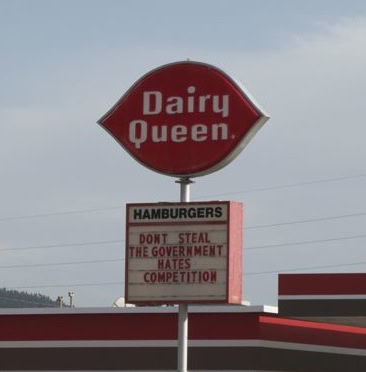 Dairy
Queen.
HAMBURGERS
DONT STEAL
THE GOVERNMENT
HATES
COMPETITION